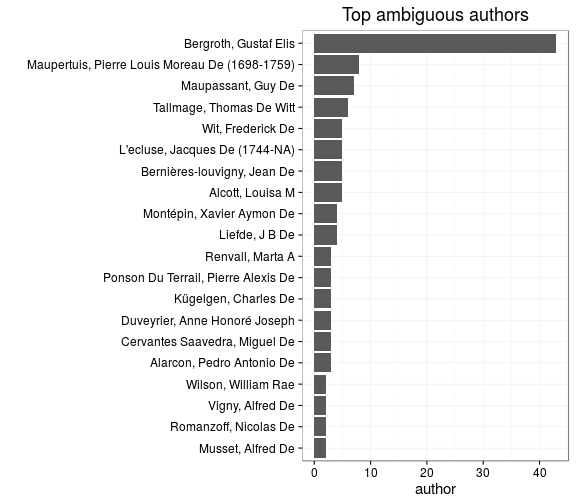 Top ambiguous authors
Bergroth, Gustaf Elis
Maupertuis, Pierre Louis Moreau De (1698-1759)
Maupassant, Guy De
Tallmage, Thomas De Witt
Wit, Frederick De
L'ecluse, Jacques De (1744-NA)
Bernières-louvigny, Jean De
Alcott, Louisa M
Montépin, Xavier Aymon De
Liefde, J B De
Renvall, Marta A
Ponson Du Terrail, Pierre Alexis De
Kügelgen, Charles De
Duveyrier, Anne Honoré Joseph
Cervantes Saavedra, Miguel De
Alarcon, Pedro Antonio De
Wilson, William Rae
Vigny, Alfred De
Romanzoff, Nicolas De
Musset, Alfred De
0 10 20 30 40
author